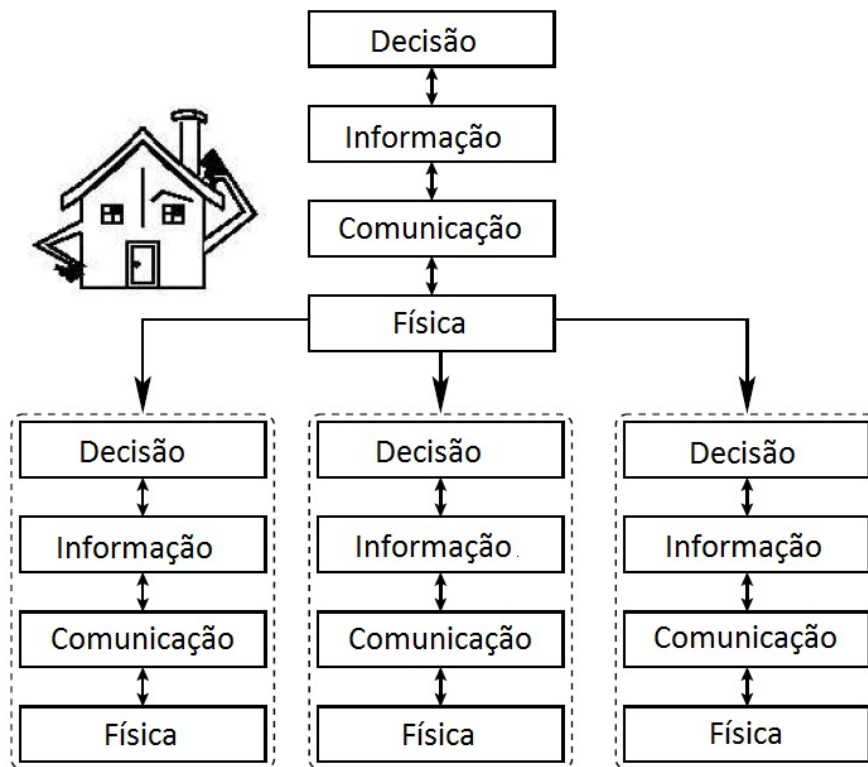 Decisão
Informação
Comunicação
Física
Decisão
Informação
Comunicação
Física
Decisão
Informação
Comunicação
Física
Decisão
Informação
Comunicação
Física